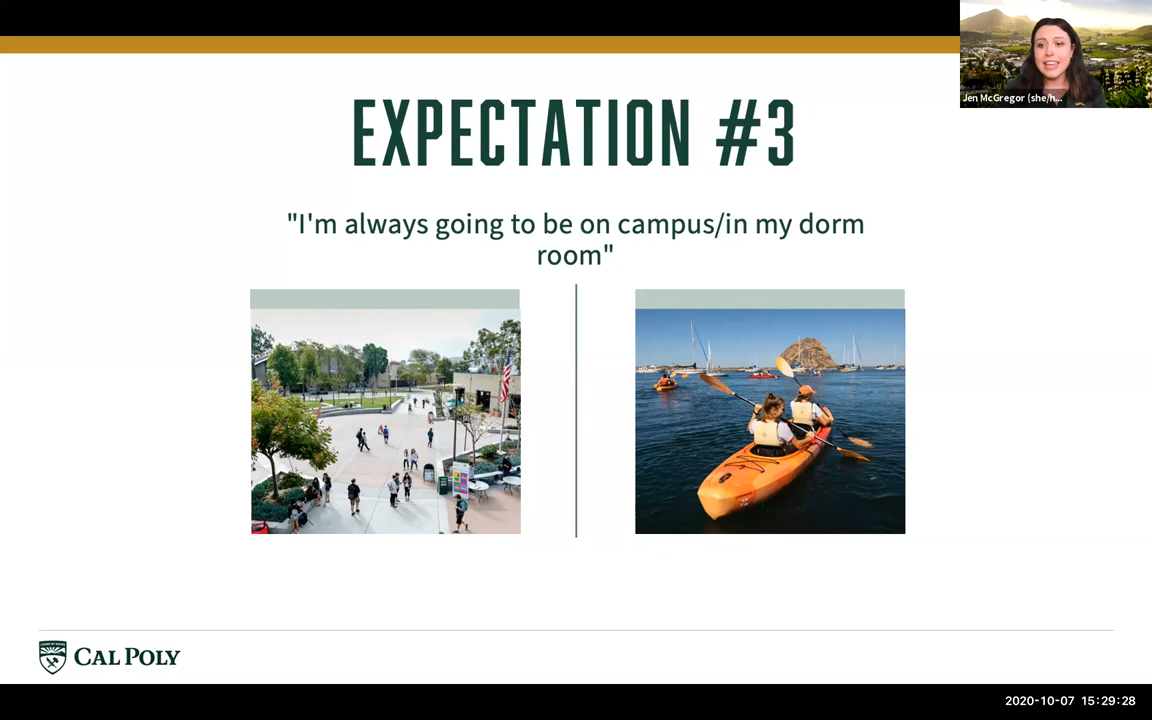 Jen McGregor (she/h...
EXPECTATION #3
"I'm always going to be on campus/in my dorm
room"
CAL POLY
2020-10-07 15:29:28